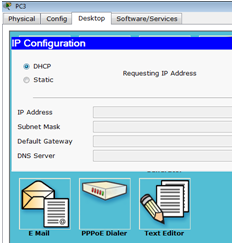 PC3
Physical Config Desktop Software/Services
IP Configuration
DHCP
Static
Requesting IP Address
IP Address
Subnet Mask
Default Gateway
DNS Server
E Mail PPPoE Dialer Text Editor